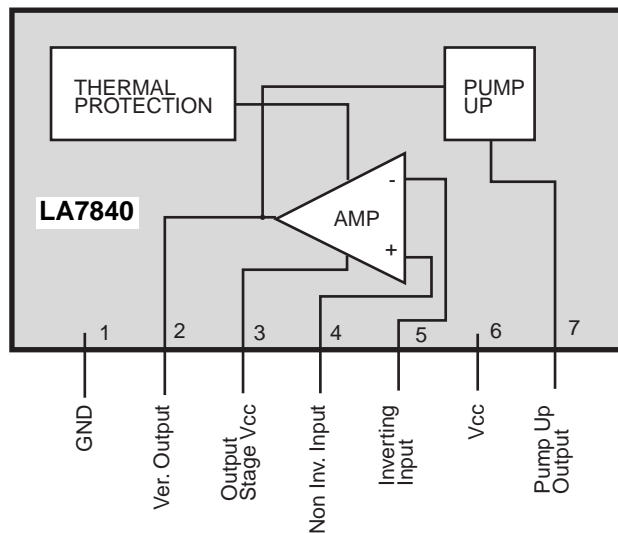 THERMAL
PROTECTION
PUMP
UP
LA7840
AMP
-
+
1
2
3
4
5
6
7
GND
Ver. Output
Output
Stage Vcc
Non Inv. Input
Inverting
Input
Vcc
Pump Up
Output